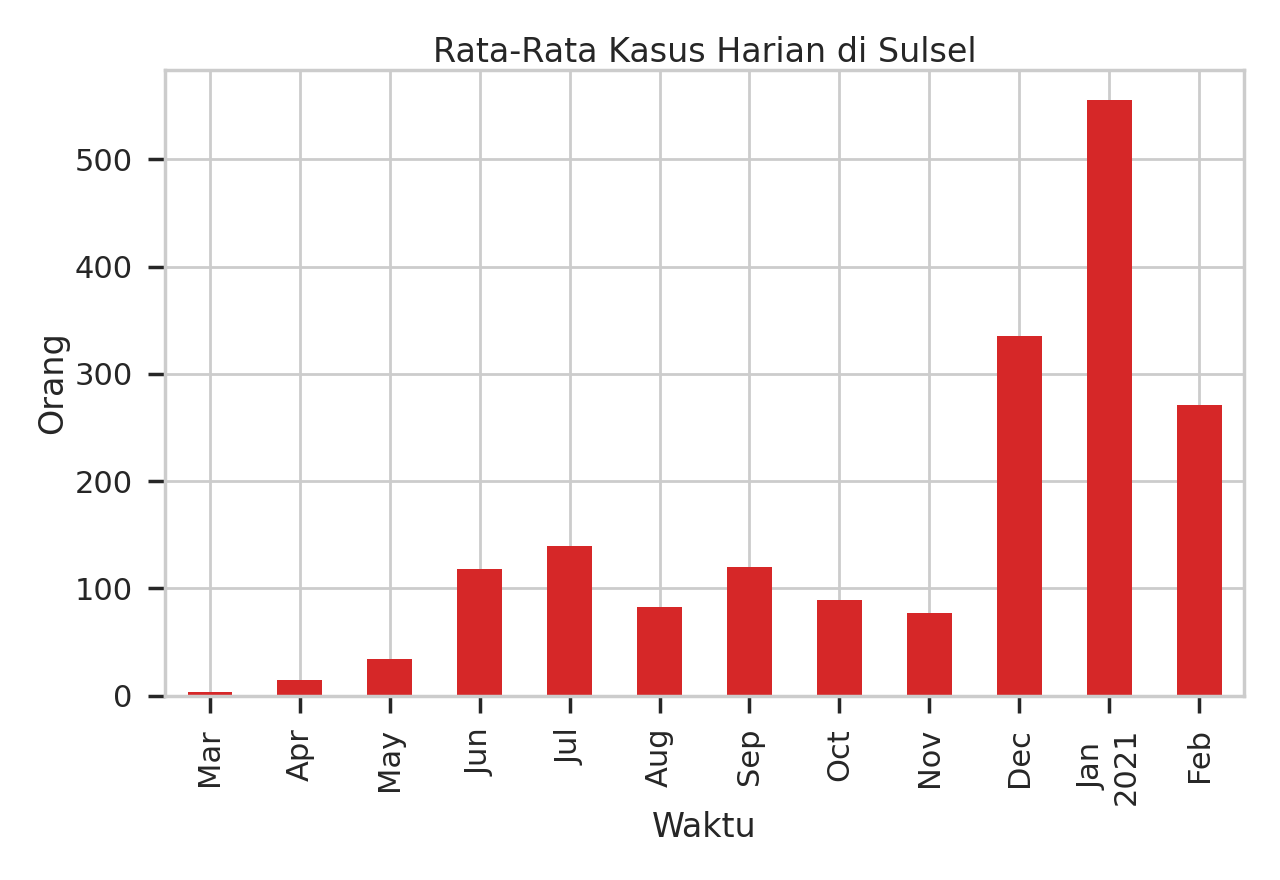 Rata-Rata Kasus Harian di Sulsel
Orang
500
400
300
200
100
0
Mar
Apr
May
Jun
Jul
Aug
Sep
Oct
Nov
Dec
Jan
2021
Feb
Waktu